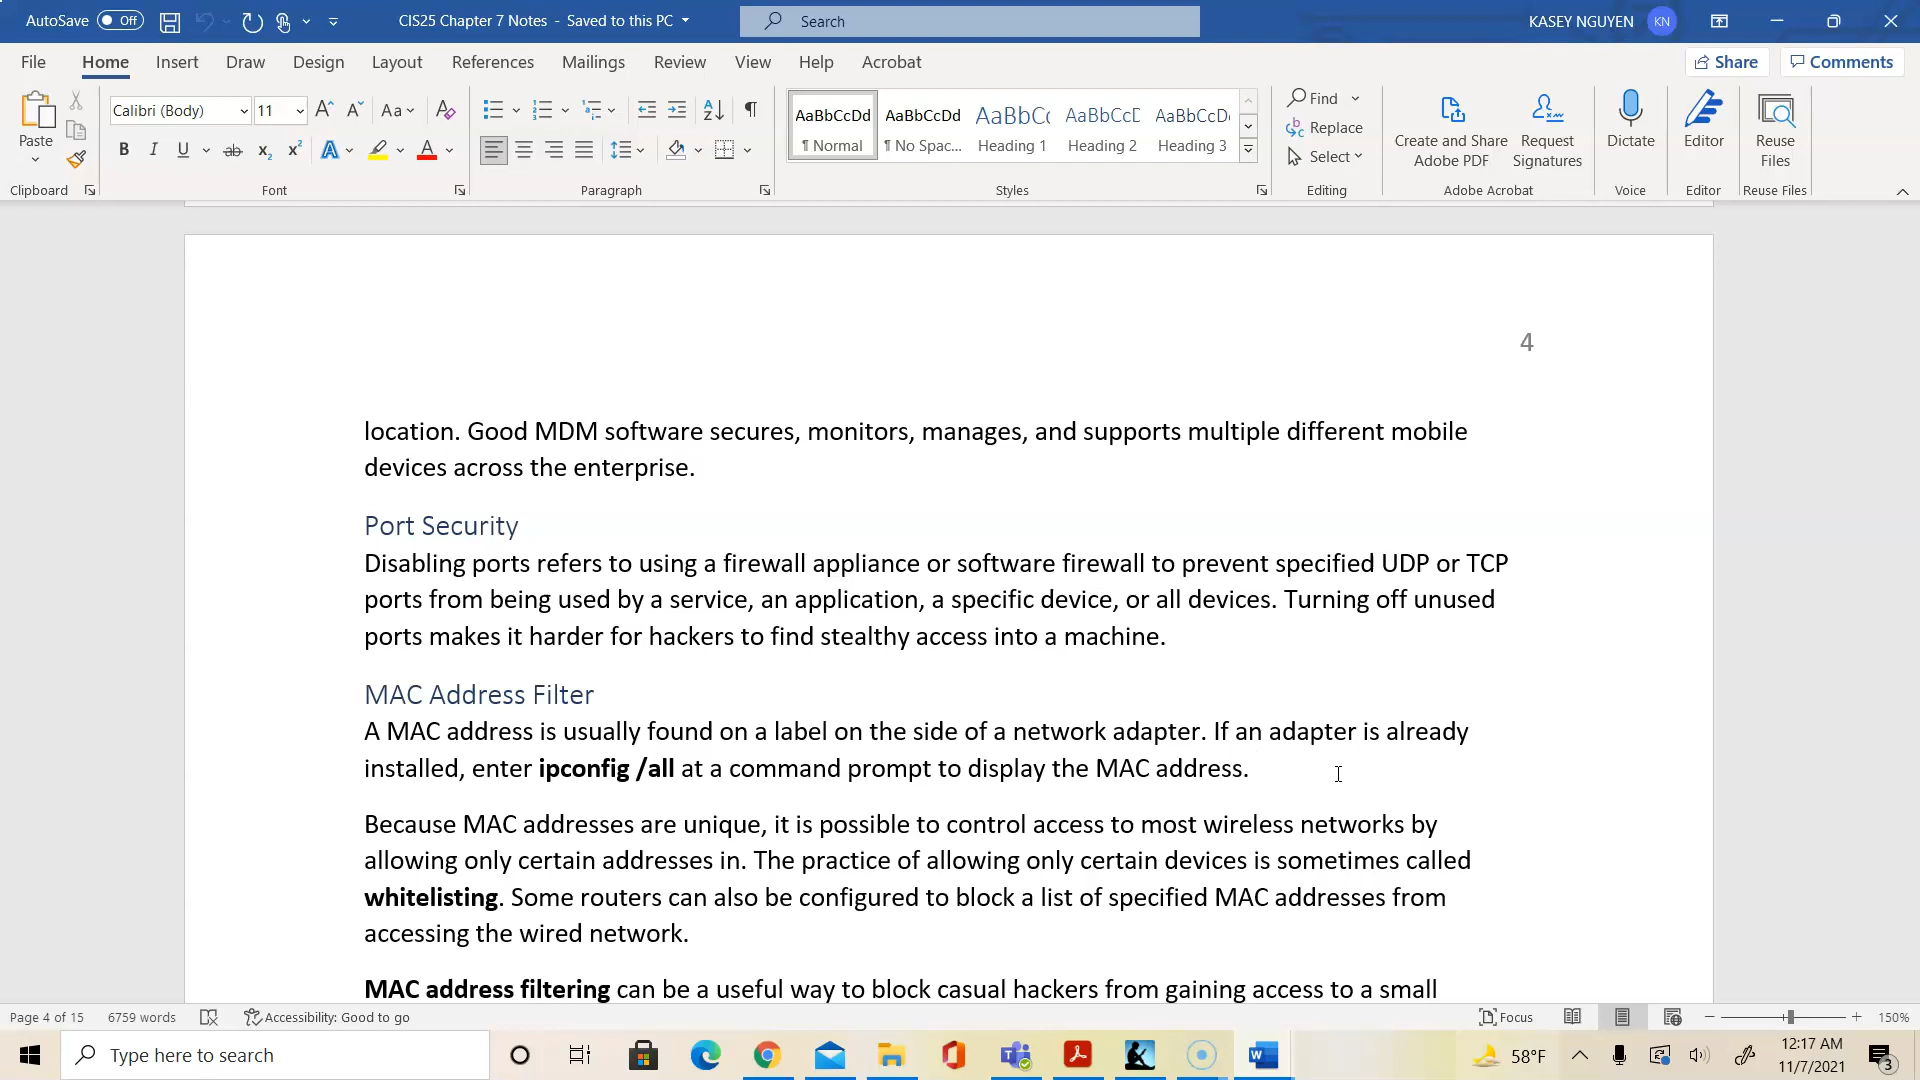 AutoSave Off CIS25 Chapter 7 Notes - Saved to this PC Search KASEY NGUYEN KN
File Home Insert Draw Design Layout References Mailings Review View Help Acrobat Share Comments
Paste
Clipboard
Calibri (Body) 11 Aa
B I U ab x₂ x² A A
Font
Paragraph
AaBbCcDd AaBbCcDd AaBbCc AaBbCcD AaBbCcD
¶ Normal ¶ No Spac... Heading 1 Heading 2 Heading 3
Styles
Find
Replace
Select
Editing
Create and Share Adobe PDF
Request Signatures
Adobe Acrobat
Dictate
Voice
Editor
Editor
Reuse Files
Reuse Files
4
location. Good MDM software secures, monitors, manages, and supports multiple different mobile
devices across the enterprise.
Port Security
Disabling ports refers to using a firewall appliance or software firewall to prevent specified UDP or TCP
ports from being used by a service, an application, a specific device, or all devices. Turning off unused
ports makes it harder for hackers to find stealthy access into a machine.
MAC Address Filter
A MAC address is usually found on a label on the side of a network adapter. If an adapter is already
installed, enter ipconfig /all at a command prompt to display the MAC address.
Because MAC addresses are unique, it is possible to control access to most wireless networks by
allowing only certain addresses in. The practice of allowing only certain devices is sometimes called
whitelisting. Some routers can also be configured to block a list of specified MAC addresses from
accessing the wired network.
MAC address filtering can be a useful way to block casual hackers from gaining access to a small
Page 4 of 15 6759 words Accessibility: Good to go Focus 150%
Type here to search 58°F 12:17 AM
11/7/2021 3